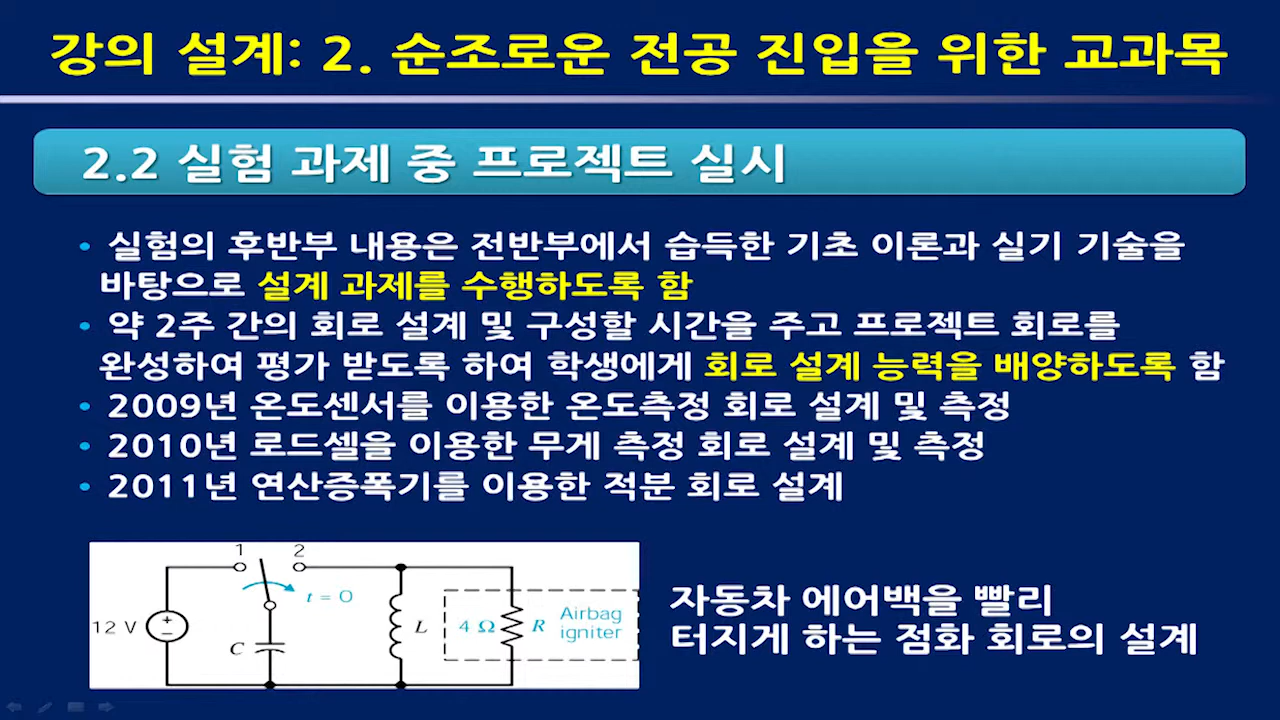 강의 설계: 2. 순조로운 전공 진입을 위한 교과목
2.2 실험 과제 중 프로젝트 실시
• 실험의 후반부 내용은 전반부에서 습득한 기초 이론과 실기 기술을
바탕으로 설계 과제를 수행하도록 함
• 약 2주 간의 회로 설계 및 구성할 시간을 주고 프로젝트 회로를
완성하여 평가 받도록 하여 학생에게 회로 설계 능력을 배양하도록 함
• 2009년 온도센서를 이용한 온도측정 회로 설계 및 측정
• 2010년 로드셀을 이용한 무게 측정 회로 설계 및 측정
• 2011년 연산증폭기를 이용한 적분 회로 설계
1 2
t = 0
12 V
+
−
C
L
4 Ω
R
Airbag
igniter
자동차 에어백을 빨리
터지게 하는 점화 회로의 설계